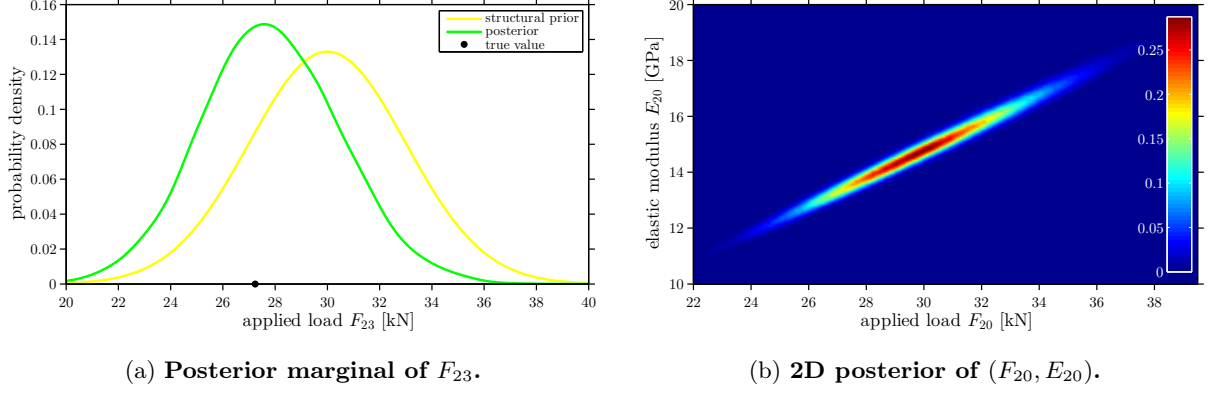 0.16
0.14
0.12
0.1
0.08
0.06
0.04
0.02
0
probability density
structural prior
posterior
true value
20 22 24 26 28 30 32 34 36 38 40
applied load F₂₃ [kN]
(a) Posterior marginal of F₂₃.
20
18
16
14
12
10
elastic modulus E₂₀ [GPa]
0.25
0.2
0.15
0.1
0.05
0
22 24 26 28 30 32 34 36 38
applied load F₂₀ [kN]
(b) 2D posterior of (F₂₀, E₂₀).